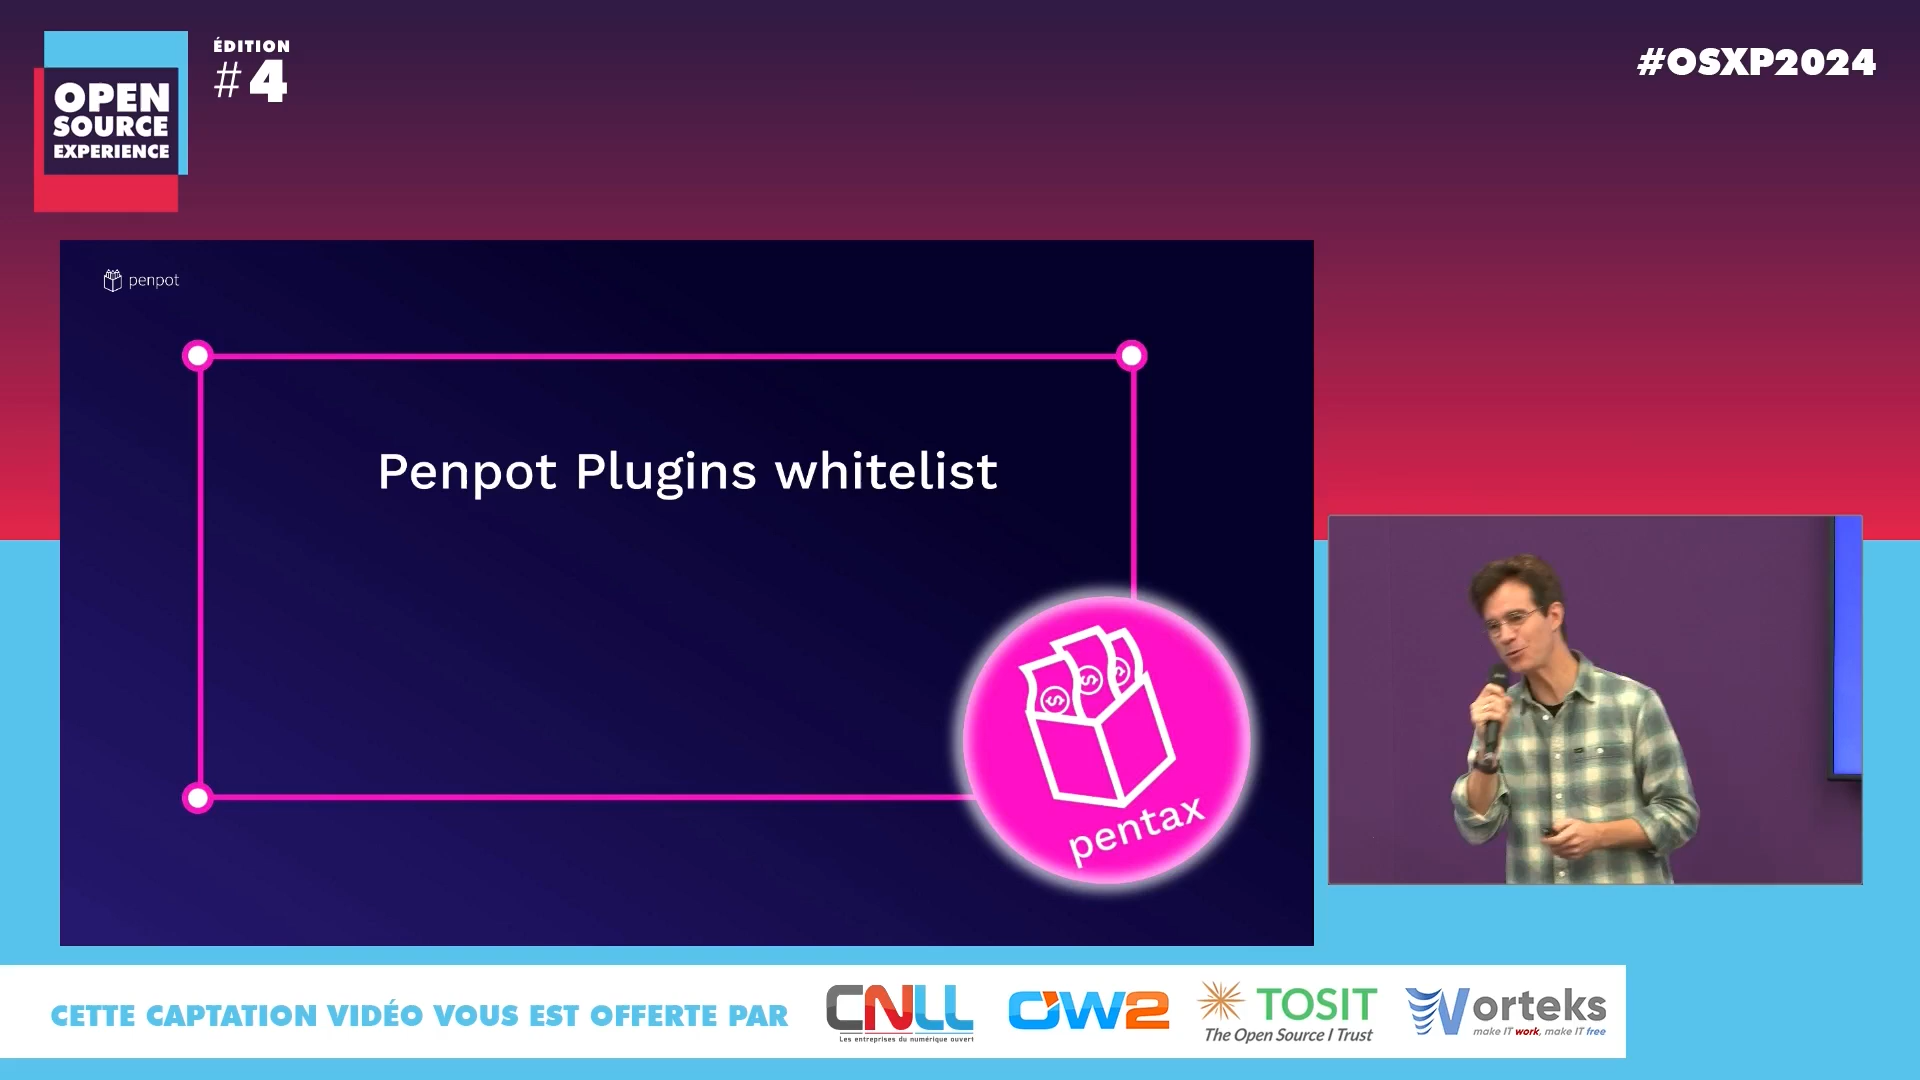 OPEN
SOURCE
EXPERIENCE
ÉDITION
#4
#OSXP2024
penpot
Penpot Plugins whitelist
pentax
CETTE CAPTATION VIDÉO VOUS EST OFFERTE PAR
CNLL
Les entreprises du numérique ouvert
OW2
TOSIT
The Open Source I Trust
Worteks
make IT work, make IT free